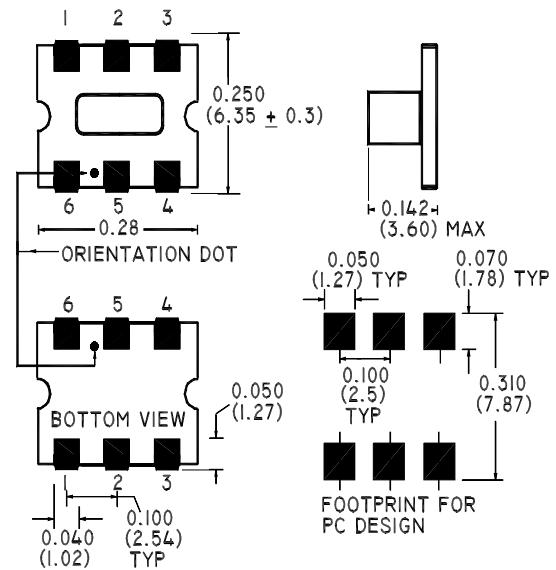 1 2 3
0.250
(6.35 ± 0.3)
6 5 4
0.28
ORIENTATION DOT
0.142
(3.60) MAX
6 5 4
BOTTOM VIEW
0.050
(1.27)
1 2 3
0.040
(1.02)
0.100
(2.54)
TYP
0.050
(1.27) TYP
0.070
(1.78) TYP
0.100
(2.5)
TYP
0.310
(7.87)
FOOTPRINT FOR
PC DESIGN